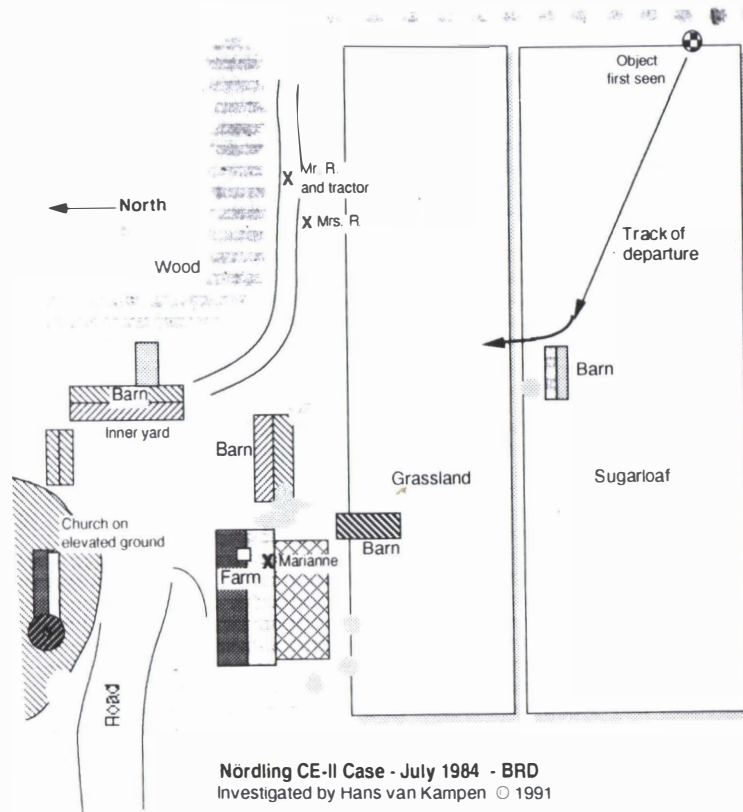 Object
first seen
Mr. R.
and tractor
North
Mrs. R
Track of
departure
Wood
Barn
Barn
Inner yard
Barn
Grassland
Sugarloaf
Church on
elevated ground
Barn
Farm
Marianne
Road
Nördling CE-II Case - July 1984 - BRD
Investigated by Hans van Kampen © 1991